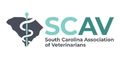 SCAV
South Carolina Association
of Veterinarians